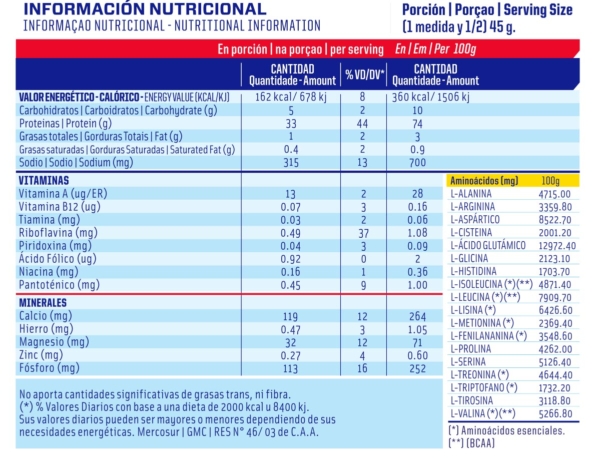 INFORMACIÓN NUTRICIONAL
INFORMAÇAO NUTRICIONAL - NUTRITIONAL INFORMATION
Porción | Porçao | Serving Size
(1 medida y 1/2) 45 g.
En porción | na porçao | per serving En / Em / Per 100g
CANTIDAD % VD/DV* CANTIDAD
Quantidade - Amount Quantidade - Amount
VALOR ENERGÉTICO - CALÓRICO - ENERGY VALUE [KCAL/KJ] 162 kcal / 678 kj 8 360 kcal / 1506 kj
Carbohidratos | Carboidratos | Carbohydrate (g) 5 2 10
Proteinas | Protein (g) 33 44 74
Grasas totales | Gorduras Totais | Fat (g) 1 2 3
Grasas saturadas | Gorduras Saturadas | Saturated Fat (g) 0.4 2 0.9
Sodio | Sodio | Sodium (mg) 315 13 700
VITAMINAS
Vitamina A (ug/ER) 13 2 28
Vitamina B12 (ug) 0.07 3 0.16
Tiamina (mg) 0.03 2 0.06
Riboflavina (mg) 0.49 37 1.08
Piridoxina (mg) 0.04 3 0.09
Ácido Fólico (ug) 0.92 0 2
Niacina (mg) 0.16 1 0.36
Pantoténico (mg) 0.45 9 1.00
MINERALES
Calcio (mg) 119 12 264
Hierro (mg) 0.47 3 1.05
Magnesio (mg) 32 12 71
Zinc (mg) 0.27 4 0.60
Fósforo (mg) 113 16 252
No aporta cantidades significativas de grasas trans, ni fibra.
(*) % Valores Diarios con base a una dieta de 2000 kcal u 8400 kj.
Sus valores diarios pueden ser mayores o menores dependiendo de sus
necesidades energéticas. Mercosur | GMC | RES N° 46/ 03 de C.A.A.
Aminoácidos (mg) 100g
L-ALANINA 4715.00
L-ARGININA 3359.80
L-ASPÁRTICO 8522.70
L-CISTEINA 2001.20
L-ÁCIDO GLUTÁMICO 12972.40
L-GLICINA 2123.10
L-HISTIDINA 1703.70
L-ISOLEUCINA (*)(**) 4871.40
L-LEUCINA (*)(**) 7909.70
L-LISINA (*) 6426.60
L-METIONINA (*) 2369.40
L-FENILANANINA (*) 3548.60
L-PROLINA 4262.00
L-SERINA 5126.40
L-TREONINA (*) 4644.40
L-TRIPTOFANO (*) 1732.20
L-TIROSINA 3118.80
L-VALINA (*)(**) 5266.80
(*) Aminoácidos esenciales.
(**) (BCAA)